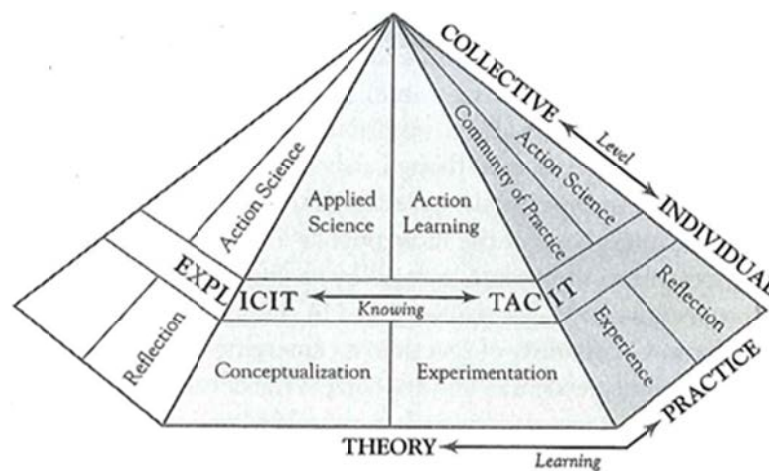 COLLECTIVE
Level
INDIVIDUAL
Action Science
Applied
Science
Action
Learning
Community of Practice
Action Science
EXPLICIT
Knowing
TACIT
Reflection
Conceptualization
Experimentation
Experience
Reflection
PRACTICE
THEORY
Learning